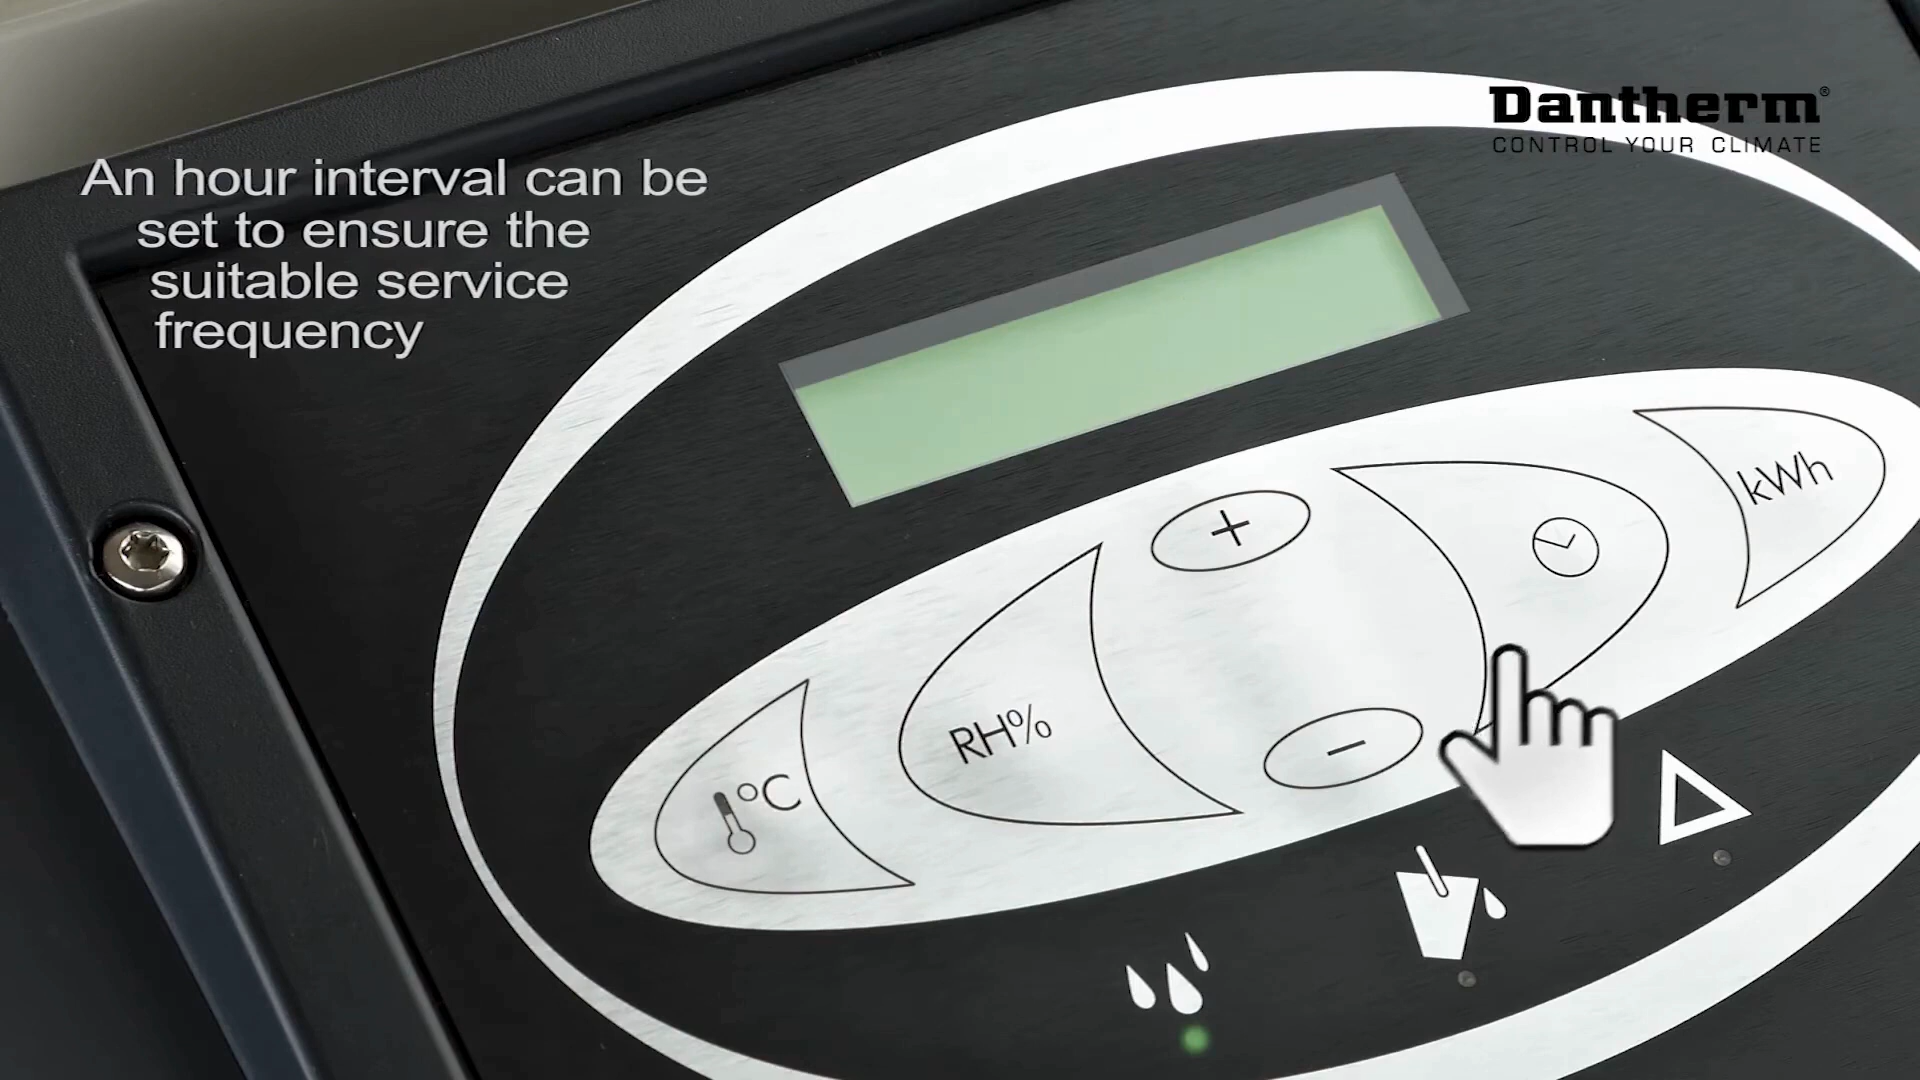 Dantherm®
CONTROL YOUR CLIMATE
An hour interval can be
set to ensure the
suitable service
frequency
kWh
+
RH%
−
°C